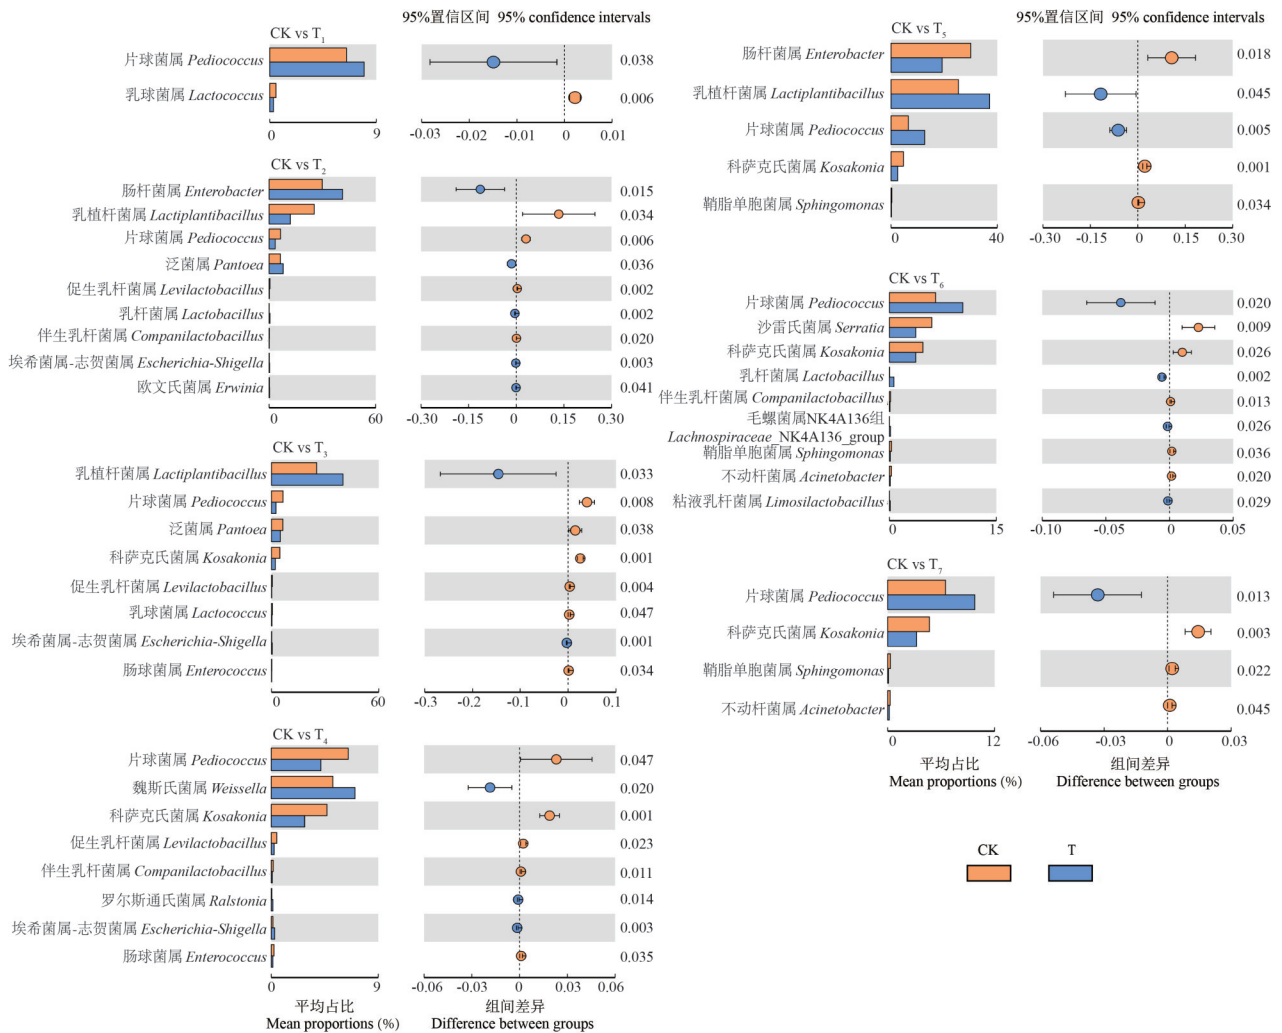 95%置信区间 95% confidence intervals
CK vs T1
片球菌属 Pediococcus 0.038
乳球菌属 Lactococcus 0.006
0 9 -0.03 -0.02 -0.01 0 0.01
CK vs T2
肠杆菌属 Enterobacter 0.015
乳植杆菌属 Lactiplantibacillus 0.034
片球菌属 Pediococcus 0.006
泛菌属 Pantoea 0.036
促生乳杆菌属 Levilactobacillus 0.002
乳杆菌属 Lactobacillus 0.002
伴生乳杆菌属 Companilactobacillus 0.020
埃希菌属-志贺菌属 Escherichia-Shigella 0.003
欧文氏菌属 Erwinia 0.041
0 60 -0.30 -0.15 0 0.15 0.30
CK vs T3
乳植杆菌属 Lactiplantibacillus 0.033
片球菌属 Pediococcus 0.008
泛菌属 Pantoea 0.038
科萨克氏菌属 Kosakonia 0.001
促生乳杆菌属 Levilactobacillus 0.004
乳球菌属 Lactococcus 0.047
埃希菌属-志贺菌属 Escherichia-Shigella 0.001
肠球菌属 Enterococcus 0.034
0 60 -0.3 -0.2 -0.1 0 0.1
CK vs T4
片球菌属 Pediococcus 0.047
魏斯氏菌属 Weissella 0.020
科萨克氏菌属 Kosakonia 0.001
促生乳杆菌属 Levilactobacillus 0.023
伴生乳杆菌属 Companilactobacillus 0.011
罗尔斯通氏菌属 Ralstonia 0.014
埃希菌属-志贺菌属 Escherichia-Shigella 0.003
肠球菌属 Enterococcus 0.035
0 9 -0.06 -0.03 0 0.03 0.06
平均占比 组间差异
Mean proportions (%) Difference between groups
95%置信区间 95% confidence intervals
CK vs T5
肠杆菌属 Enterobacter 0.018
乳植杆菌属 Lactiplantibacillus 0.045
片球菌属 Pediococcus 0.005
科萨克氏菌属 Kosakonia 0.001
鞘脂单胞菌属 Sphingomonas 0.034
0 40 -0.30 -0.15 0 0.15 0.30
CK vs T6
片球菌属 Pediococcus 0.020
沙雷氏菌属 Serratia 0.009
科萨克氏菌属 Kosakonia 0.026
乳杆菌属 Lactobacillus 0.002
伴生乳杆菌属 Companilactobacillus 0.013
毛螺菌属NK4A136组 0.026
Lachnospiraceae_NK4A136_group
鞘脂单胞菌属 Sphingomonas 0.036
不动杆菌属 Acinetobacter 0.020
粘液乳杆菌属 Limosilactobacillus 0.029
0 15 -0.10 -0.05 0 0.05
CK vs T7
片球菌属 Pediococcus 0.013
科萨克氏菌属 Kosakonia 0.003
鞘脂单胞菌属 Sphingomonas 0.022
不动杆菌属 Acinetobacter 0.045
0 12 -0.06 -0.03 0 0.03
平均占比 组间差异
Mean proportions (%) Difference between groups
CK T